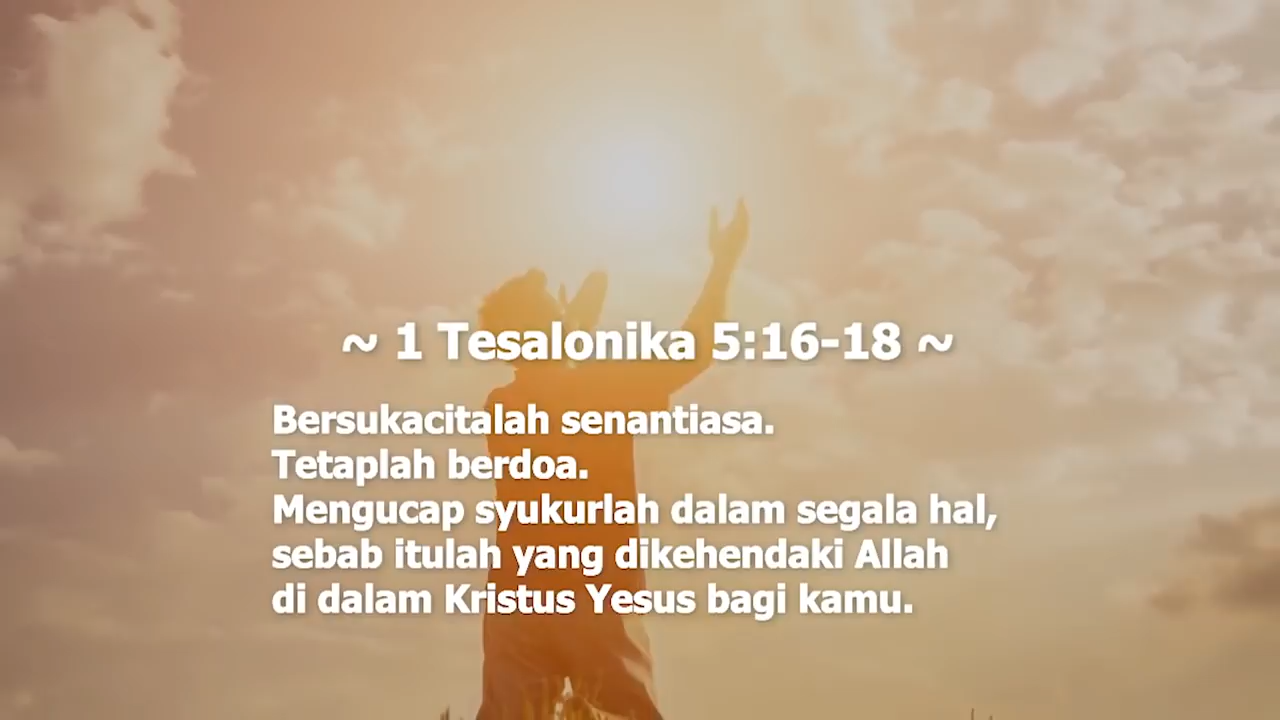 ~ 1 Tesalonika 5:16-18 ~
Bersukacitalah senantiasa.
Tetaplah berdoa.
Mengucap syukurlah dalam segala hal,
sebab itulah yang dikehendaki Allah
di dalam Kristus Yesus bagi kamu.